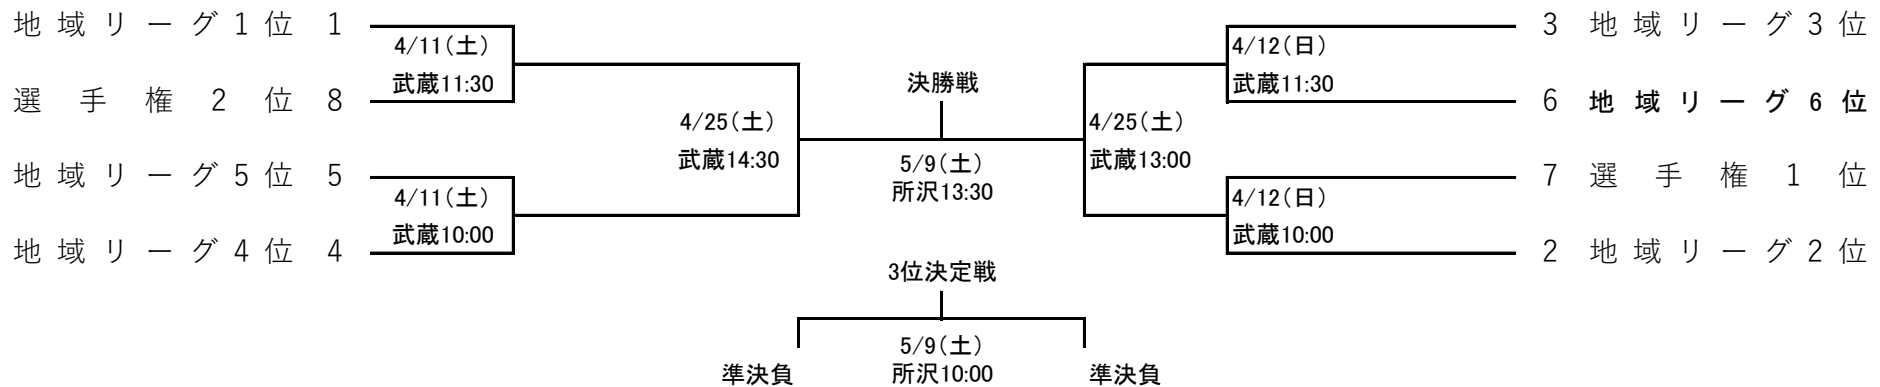 地域リーグ1位 1
4/11(土)
武蔵11:30
選手権2位 8
地域リーグ5位 5
4/11(土)
武蔵10:00
地域リーグ4位 4
4/25(土)
武蔵14:30
決勝戦
5/9(土)
所沢13:30
4/25(土)
武蔵13:00
3 地域リーグ3位
4/12(日)
武蔵11:30
6 地域リーグ6位
7 選手権1位
4/12(日)
武蔵10:00
2 地域リーグ2位
3位決定戦
5/9(土)
所沢10:00
準決負
準決負